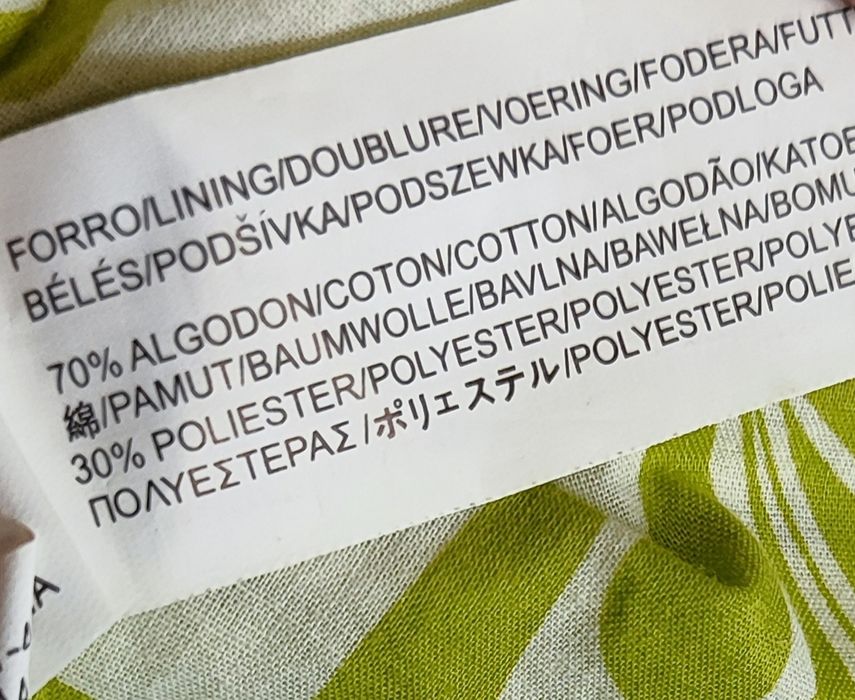 FORRO/LINING/DOUBLURE/VOERING/FODERA/FUTT
BÉLÉS/PODŠÍVKA/PODSZEWKA/FOER/PODLOGA
70% ALGODON/COTON/COTTON/ALGODÃO/KATOE
綿/PAMUT/BAUMWOLLE/BAVLNA/BAWEŁNA/BOMU
30% POLIESTER/POLYESTER/POLYESTER/POLYE
ΠΟΛΥΕΣΤΕΡΑΣ/ポリェステル/POLYESTER/POLIE